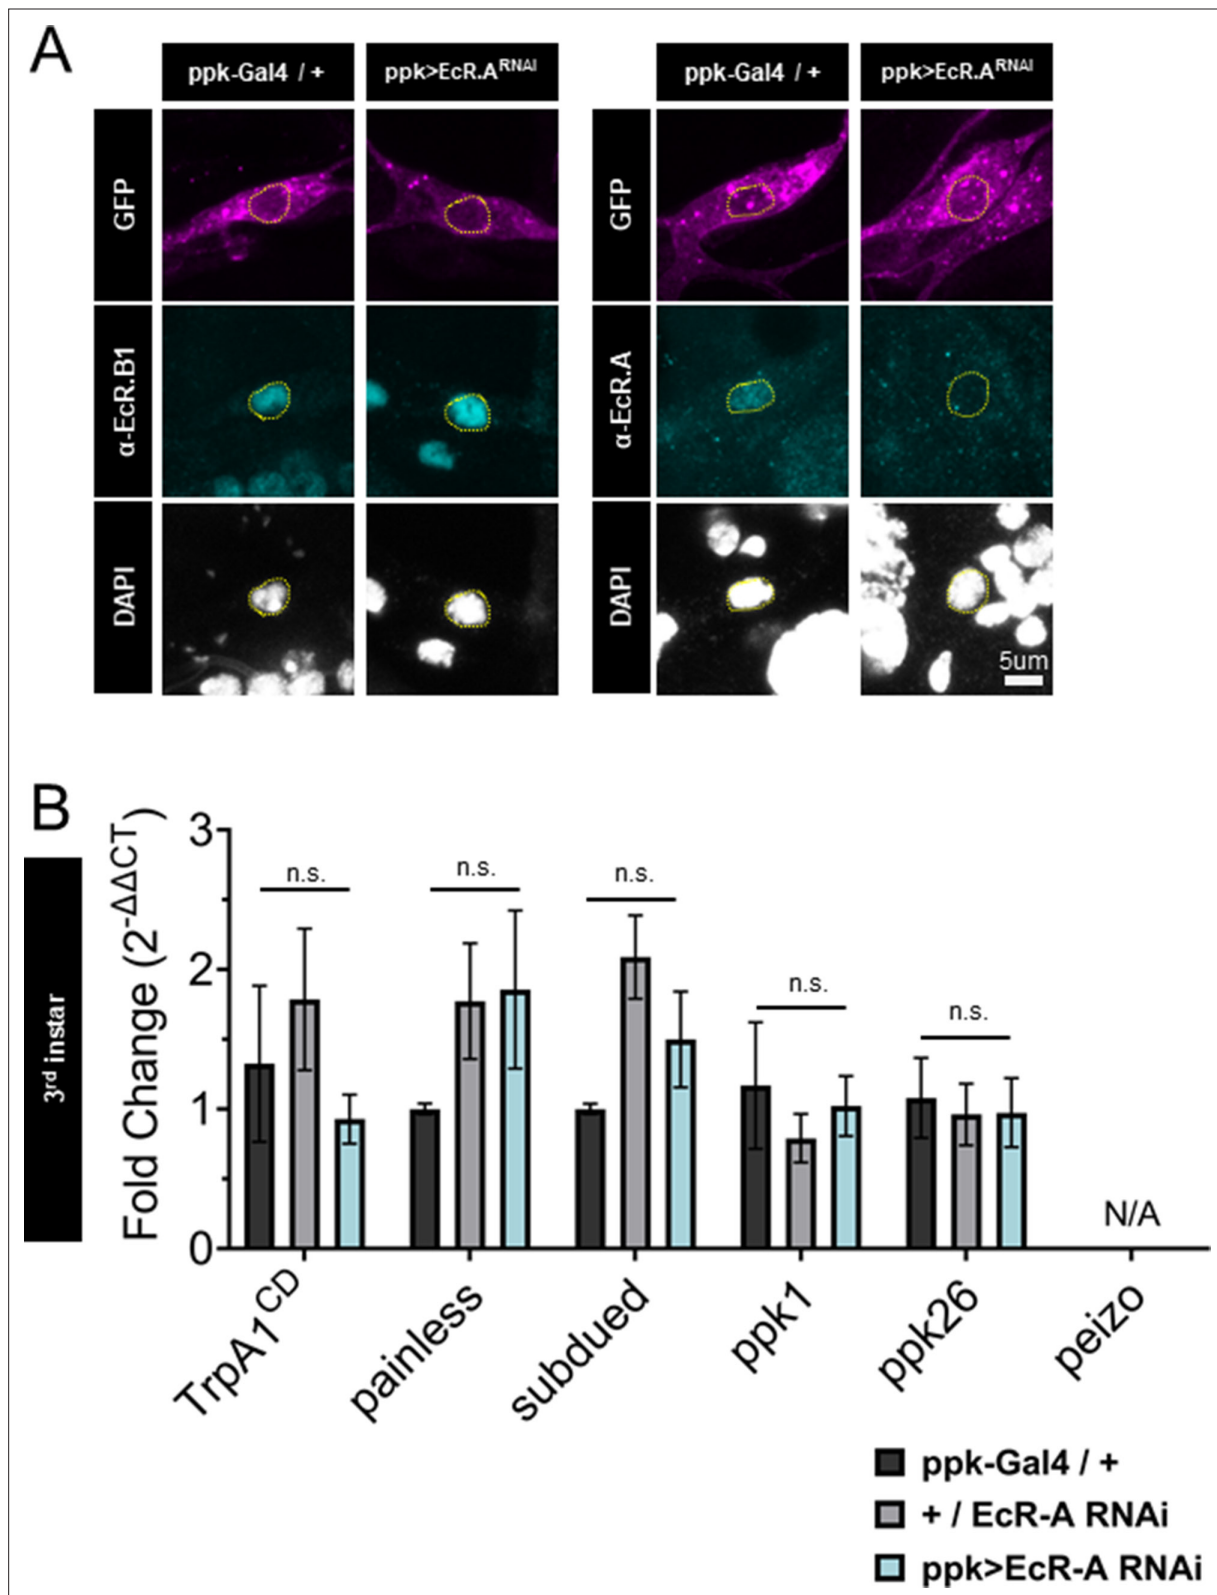 A
ppk-Gal4 / +
ppk>EcR.A^RNAI
ppk-Gal4 / +
ppk>EcR.A^RNAI
GFP
GFP
α-EcR.B1
α-EcR.A
DAPI
DAPI
5um
B
3rd instar
Fold Change (2^-ΔΔCT)
3
2
1
0
n.s.
n.s.
n.s.
n.s.
n.s.
N/A
TrpA1^CD
painless
subdued
ppk1
ppk26
peizo
ppk-Gal4 / +
+ / EcR-A RNAi
ppk>EcR-A RNAi